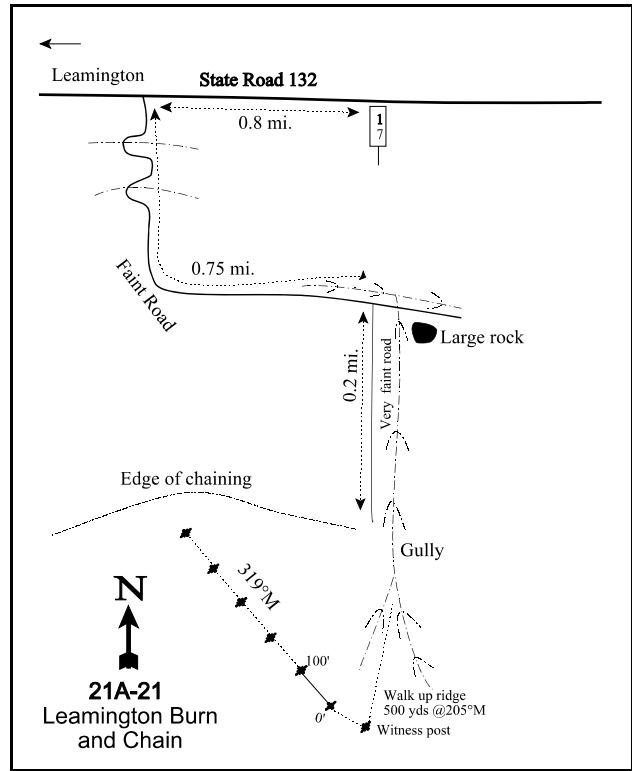 Leamington
State Road 132
0.8 mi.
1
7
0.75 mi.
Faint Road
Large rock
0.2 mi.
Very faint road
Edge of chaining
Gully
319°M
N
100'
21A-21
Leamington Burn
and Chain
0'
Walk up ridge
500 yds @205°M
Witness post